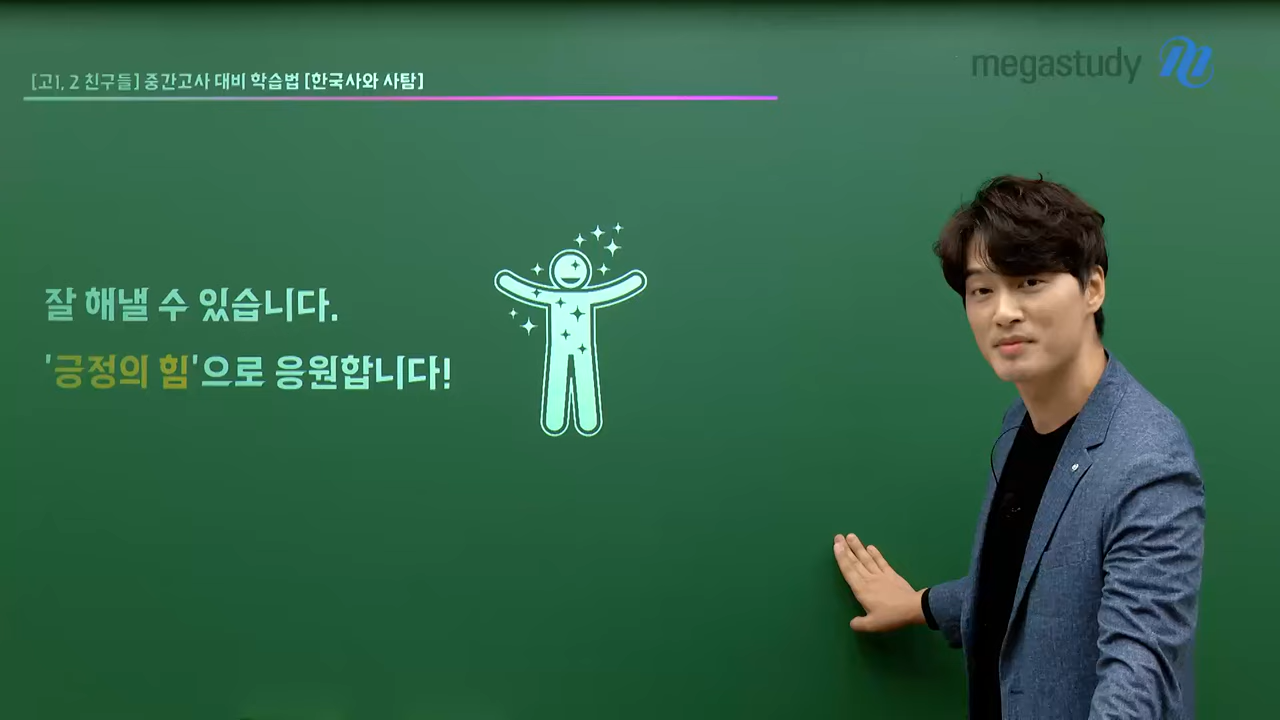 megastudy
[고1, 2 친구들] 중간고사 대비 학습법 [한국사와 사탐]
잘 해낼 수 있습니다.
'긍정의 힘'으로 응원합니다!